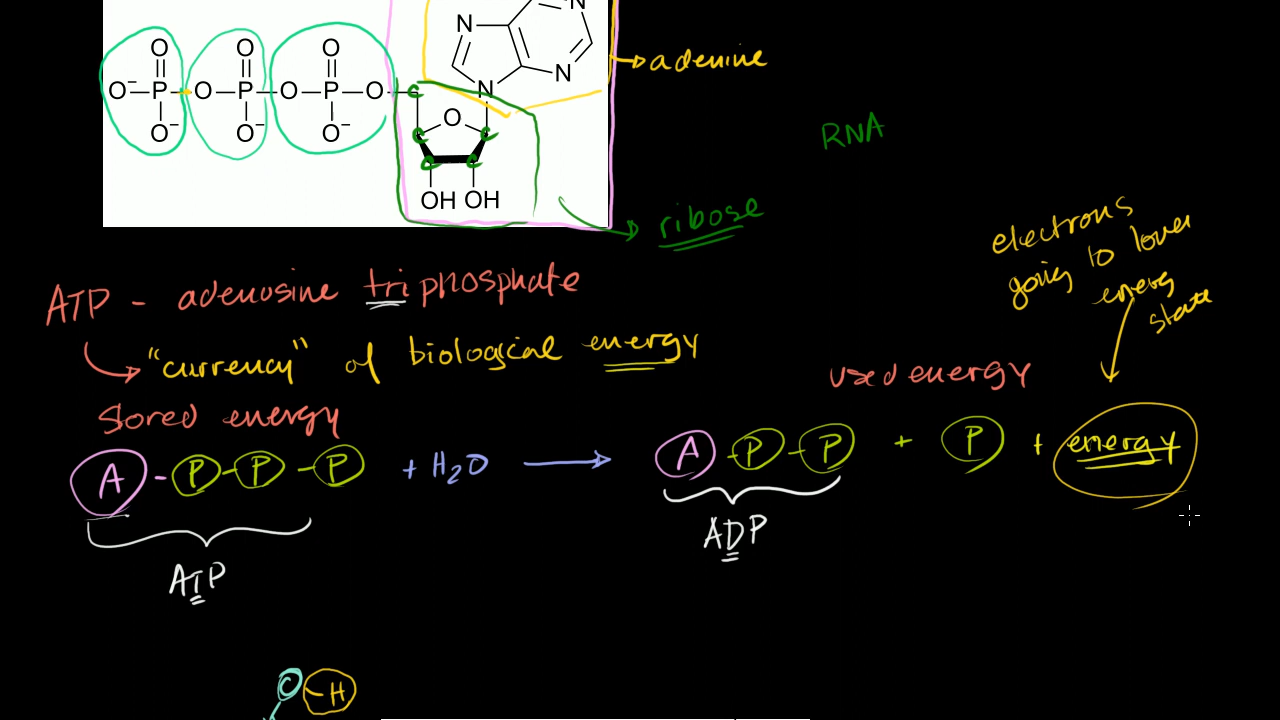 N
N
N
N
→adenine
O O O
O⁻ P O P O P O C
O⁻ O⁻ O⁻
O
C C
C C
OH OH
RNA
→ ribose
electrons
going to lower
energy
state
ATP - adenosine triphosphate
"currency" of biological energy
used energy
stored energy
A - P - P - P + H₂O → A - P - P + P + energy
ATP
ADP
O - H